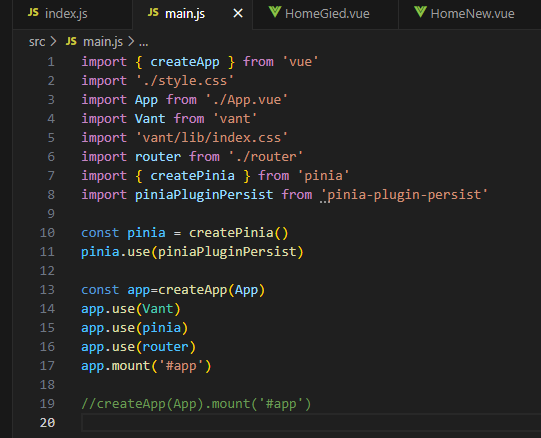 JS index.js JS main.js × HomeGied.vue HomeNew.vue
src > JS main.js > ...
1 import { createApp } from 'vue'
2 import './style.css'
3 import App from './App.vue'
4 import Vant from 'vant'
5 import 'vant/lib/index.css'
6 import router from './router'
7 import { createPinia } from 'pinia'
8 import piniaPluginPersist from 'pinia-plugin-persist'
9
10 const pinia = createPinia()
11 pinia.use(piniaPluginPersist)
12
13 const app=createApp(App)
14 app.use(Vant)
15 app.use(pinia)
16 app.use(router)
17 app.mount('#app')
18
19 //createApp(App).mount('#app')
20